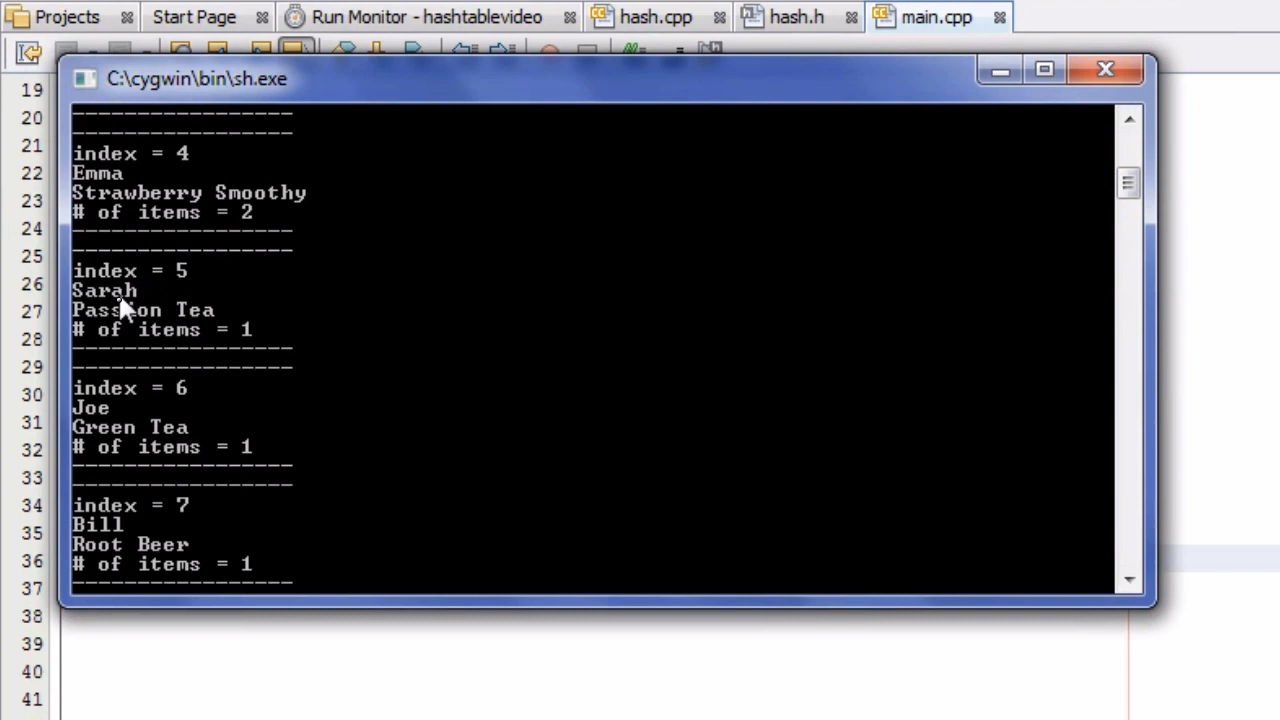 Projects Start Page Run Monitor - hashtablevideo hash.cpp hash.h main.cpp
C:\cygwin\bin\sh.exe
19
20
21
22
23
24
25
26
27
28
29
30
31
32
33
34
35
36
37
38
39
40
41
-----------------
-----------------
index = 4
Emma
Strawberry Smoothy
# of items = 2
-----------------
-----------------
index = 5
Sarah
Passion Tea
# of items = 1
-----------------
-----------------
index = 6
Joe
Green Tea
# of items = 1
-----------------
-----------------
index = 7
Bill
Root Beer
# of items = 1
-----------------